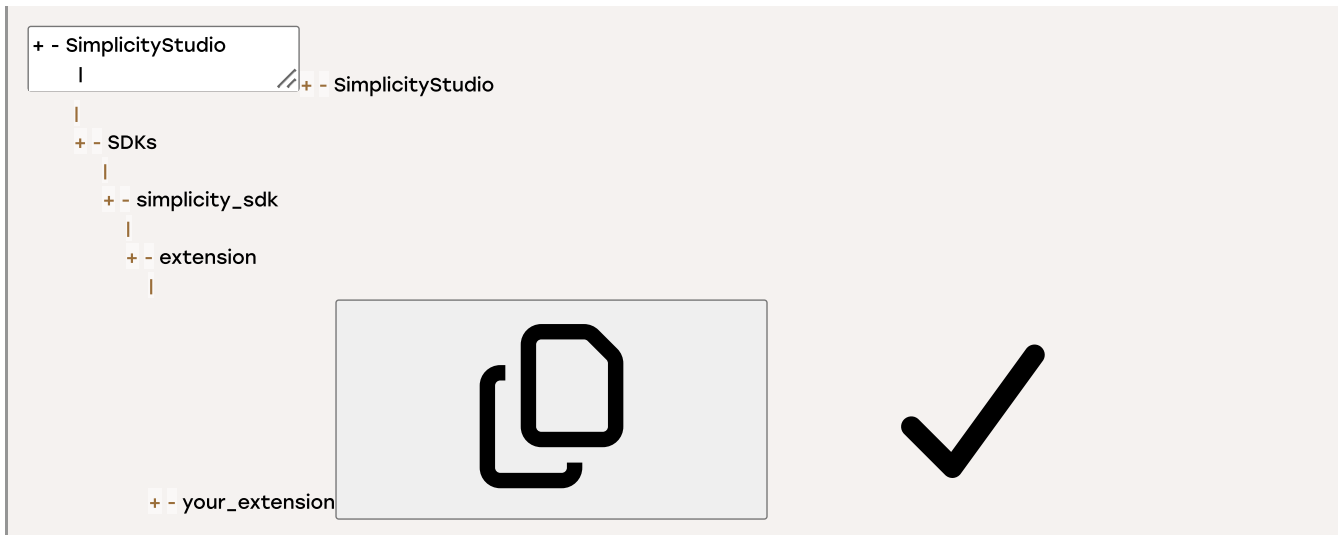 + - SimplicityStudio
|
+ - SimplicityStudio
|
+ - SDKs
|
+ - simplicity_sdk
|
+ - extension
|
+ - your_extension